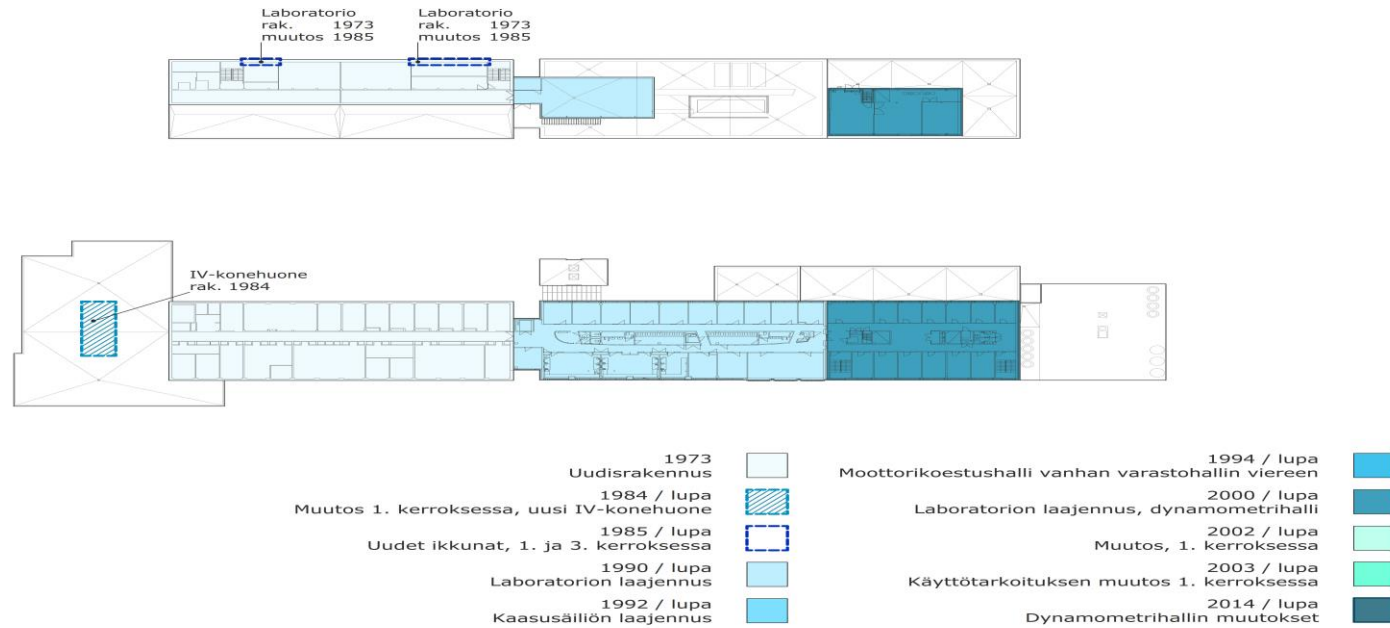 Laboratorio
rak. 1973
muutos 1985
Laboratorio
rak. 1973
muutos 1985
IV-konehuone
rak. 1984
1973
Uudisrakennus
1984 / lupa
Muutos 1. kerroksessa, uusi IV-konehuone
1985 / lupa
Uudet ikkunat, 1. ja 3. kerroksessa
1990 / lupa
Laboratorion laajennus
1992 / lupa
Kaasusäiliön laajennus
1994 / lupa
Moottorikoestushalli vanhan varastohallin viereen
2000 / lupa
Laboratorion laajennus, dynamometrihalli
2002 / lupa
Muutos, 1. kerroksessa
2003 / lupa
Käyttötarkoituksen muutos 1. kerroksessa
2014 / lupa
Dynamometrihallin muutokset